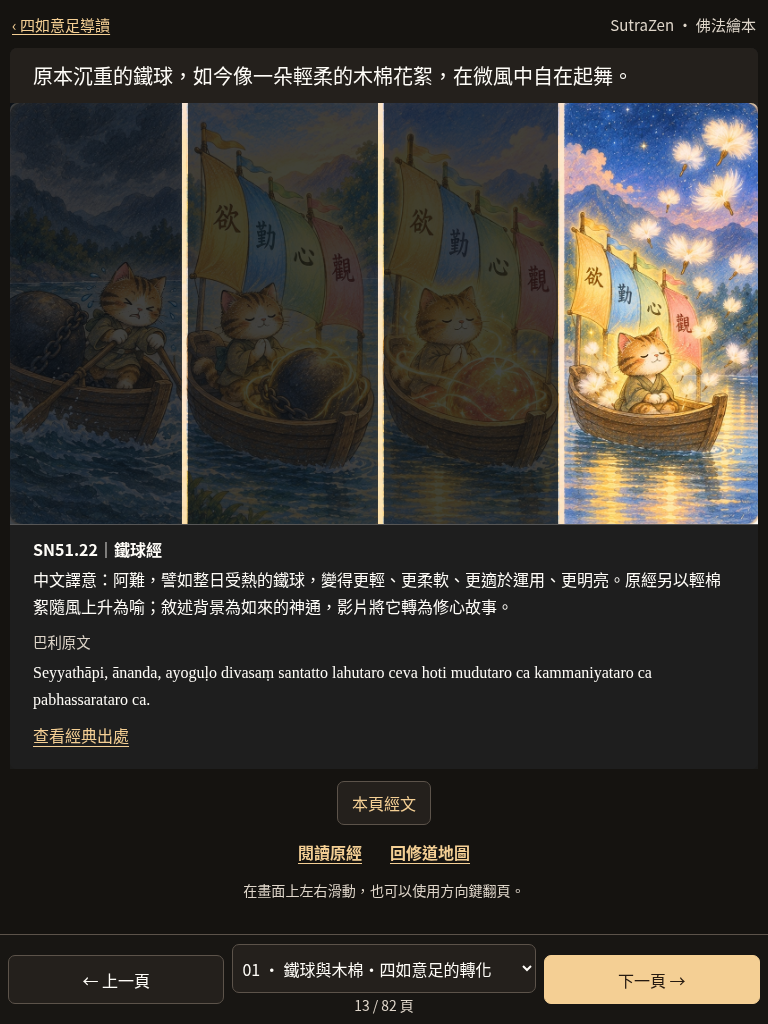 ‹ 四如意足導讀
SutraZen · 佛法繪本
原本沉重的鐵球，如今像一朵輕柔的木棉花絮，在微風中自在起舞。
欲 勤 心 觀
欲 勤 心 觀
欲 勤 心 觀
SN51.22｜鐵球經
中文譯意：阿難，譬如整日受熱的鐵球，變得更輕、更柔軟、更適於運用、更明亮。原經另以輕棉
絮隨風上升為喻；敘述背景為如來的神通，影片將它轉為修心故事。
巴利原文
Seyyathāpi, ānanda, ayoguḷo divasaṃ santatto lahutaro ceva hoti mudutaro ca kammaniyataro ca
pabhassarataro ca.
查看經典出處
本頁經文
閱讀原經 回修道地圖
在畫面上左右滑動，也可以使用方向鍵翻頁。
← 上一頁
01 · 鐵球與木棉·四如意足的轉化
下一頁 →
13 / 82 頁